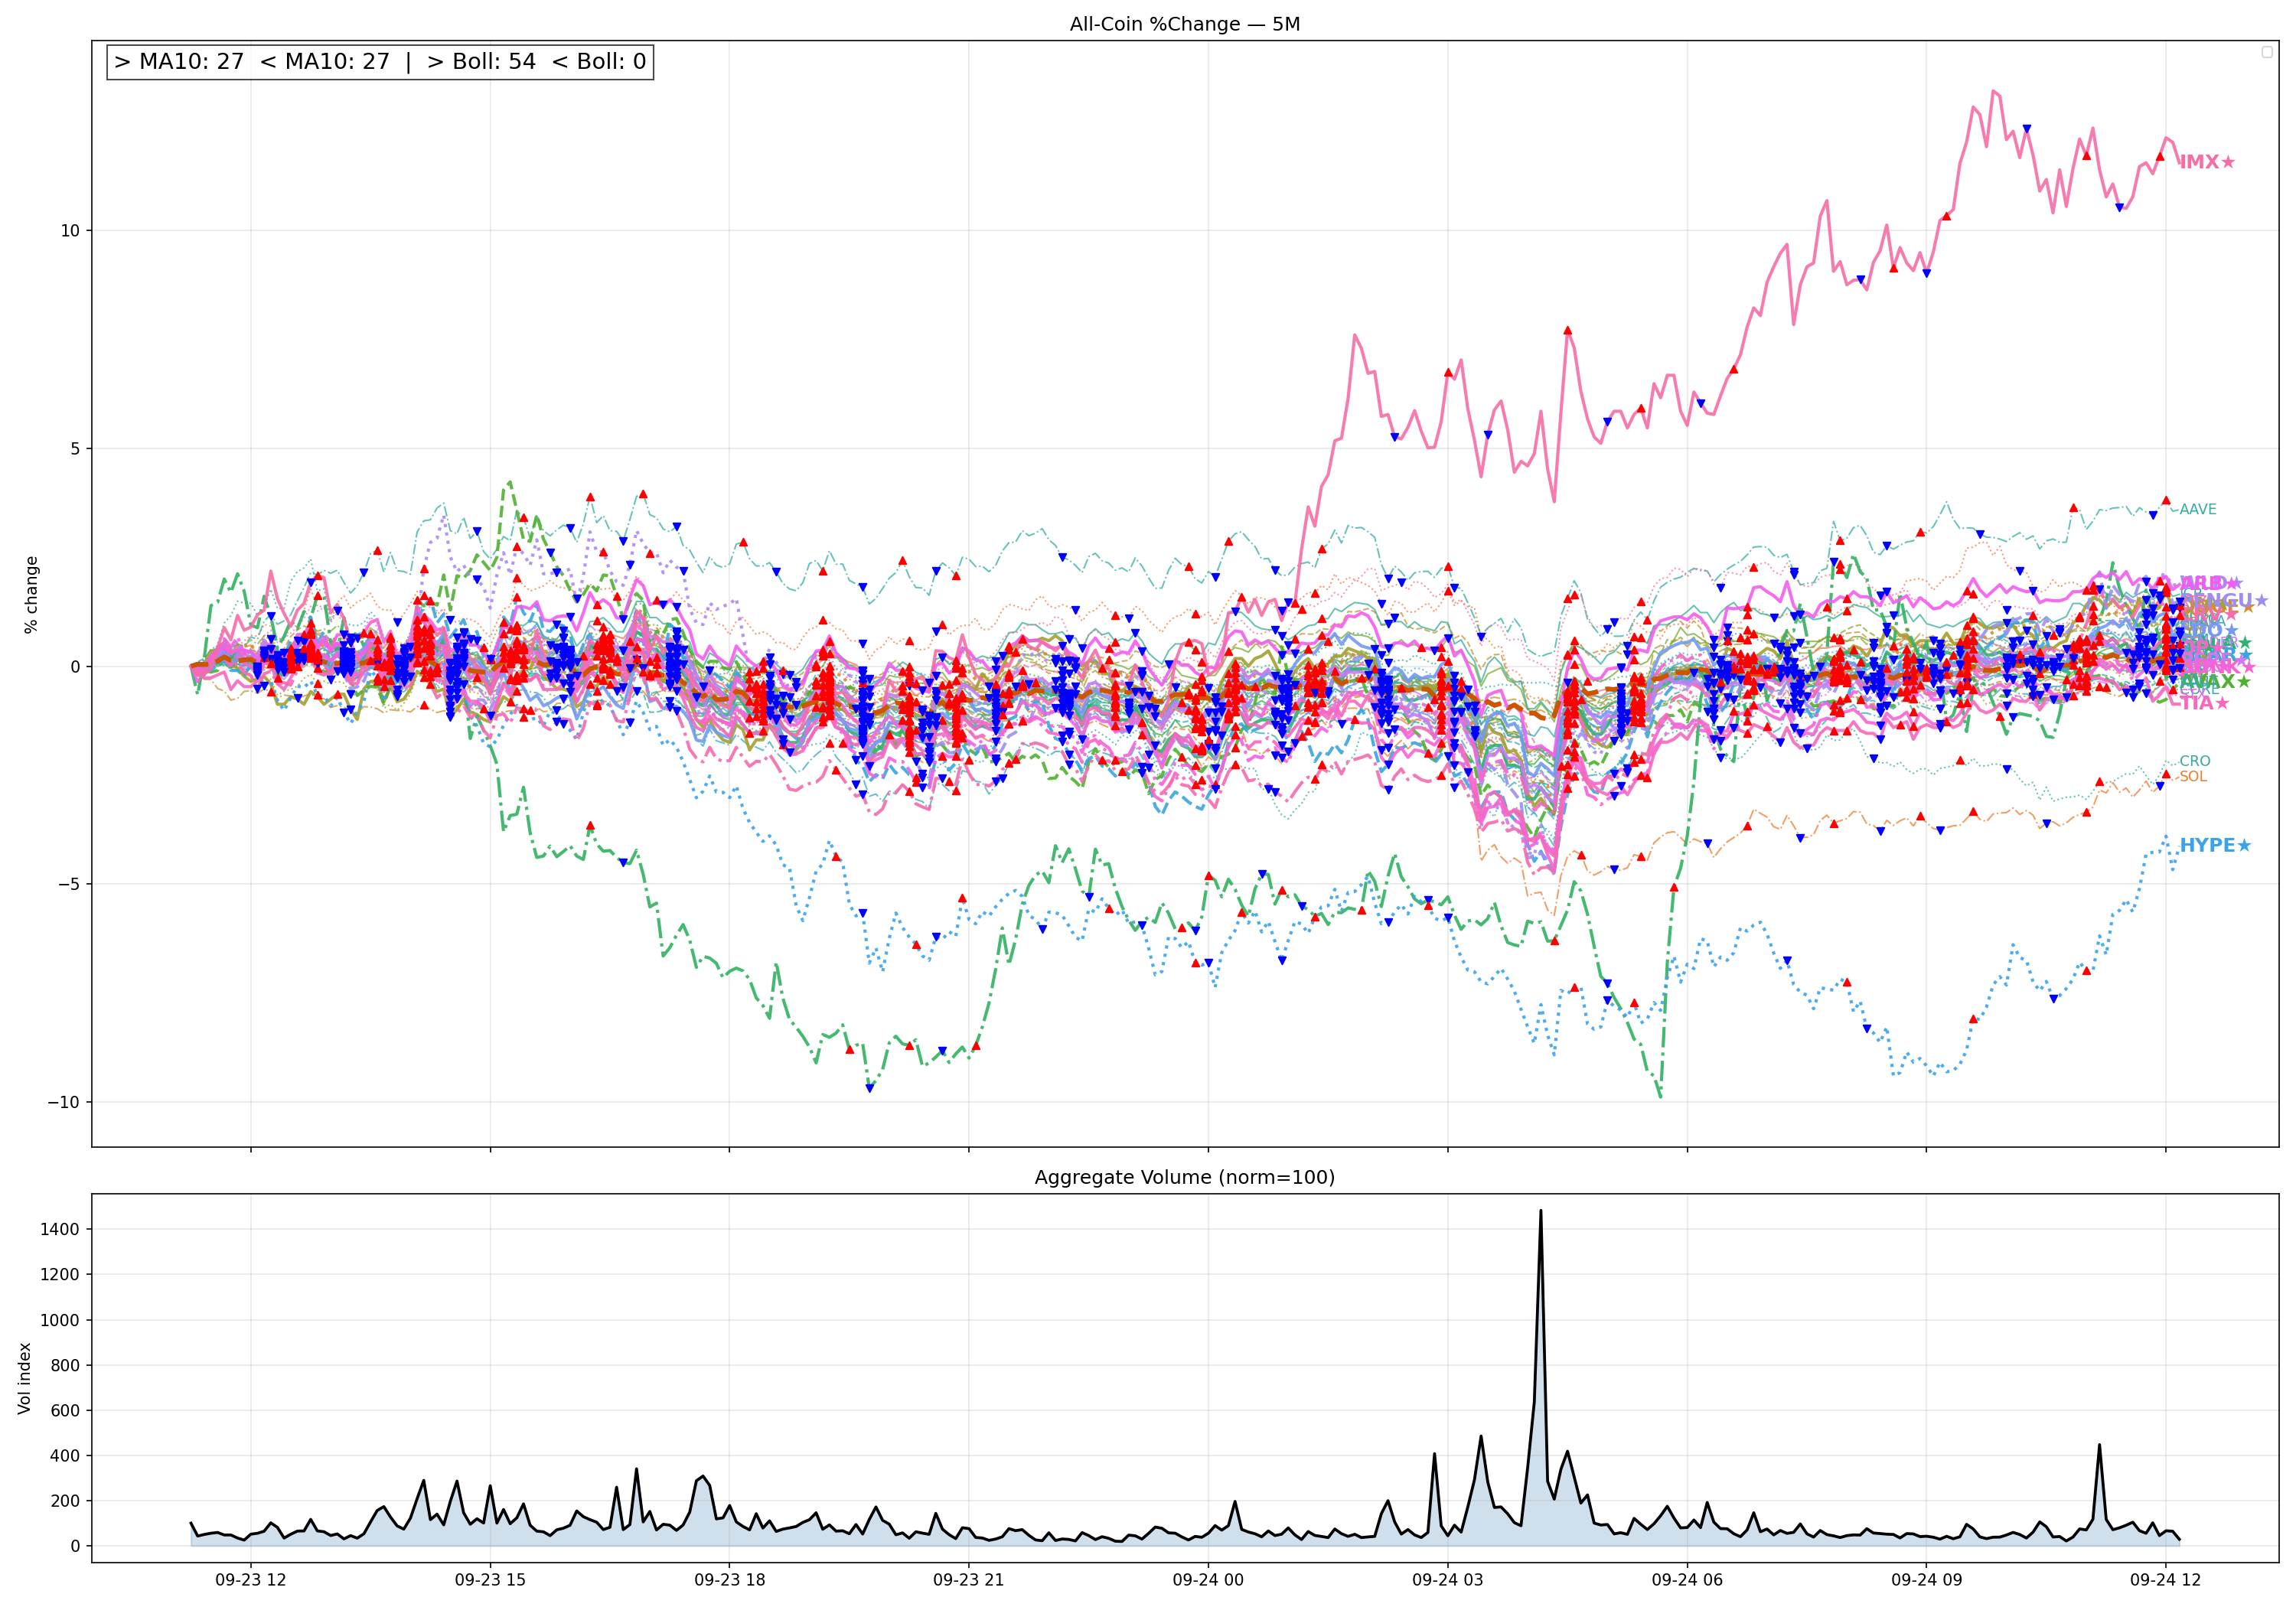 All-Coin %Change — 5M
> MA10: 27  < MA10: 27  |  > Boll: 54  < Boll: 0
% change
10
5
0
−5
−10
IMX★
AAVE
TIA★
CRO
SOL
HYPE★
Aggregate Volume (norm=100)
Vol index
1400
1200
1000
800
600
400
200
0
09-23 12
09-23 15
09-23 18
09-23 21
09-24 00
09-24 03
09-24 06
09-24 09
09-24 12